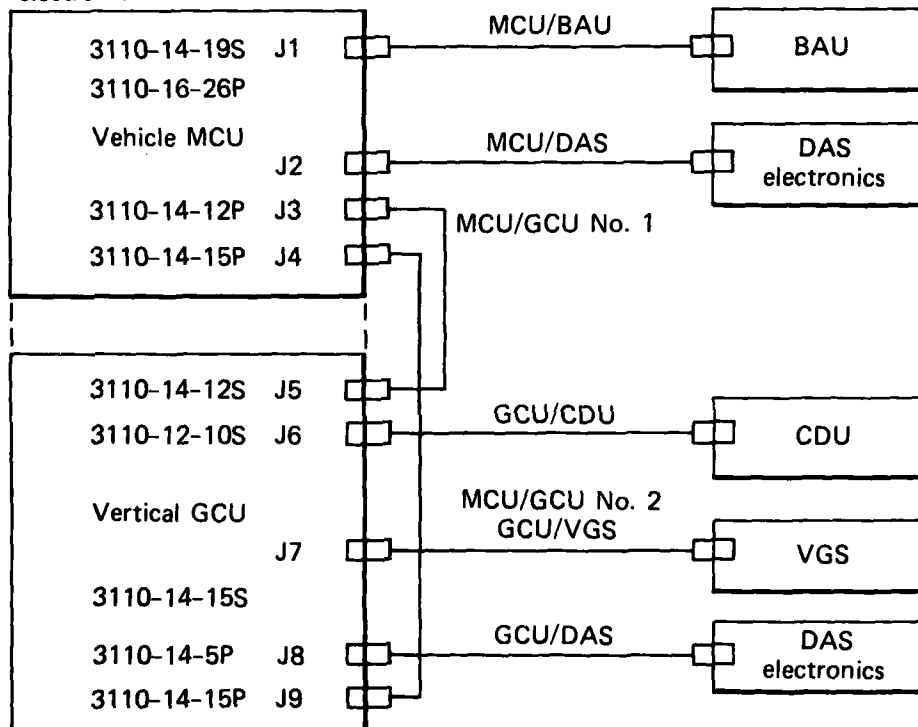 3110-14-19S J1
3110-16-26P
Vehicle MCU
J2
3110-14-12P J3
3110-14-15P J4
MCU/BAU
BAU
MCU/DAS
DAS
electronics
MCU/GCU No. 1
3110-14-12S J5
3110-12-10S J6
Vertical GCU
J7
3110-14-15S
3110-14-5P J8
3110-14-15P J9
GCU/CDU
CDU
MCU/GCU No. 2
GCU/VGS
VGS
GCU/DAS
DAS
electronics